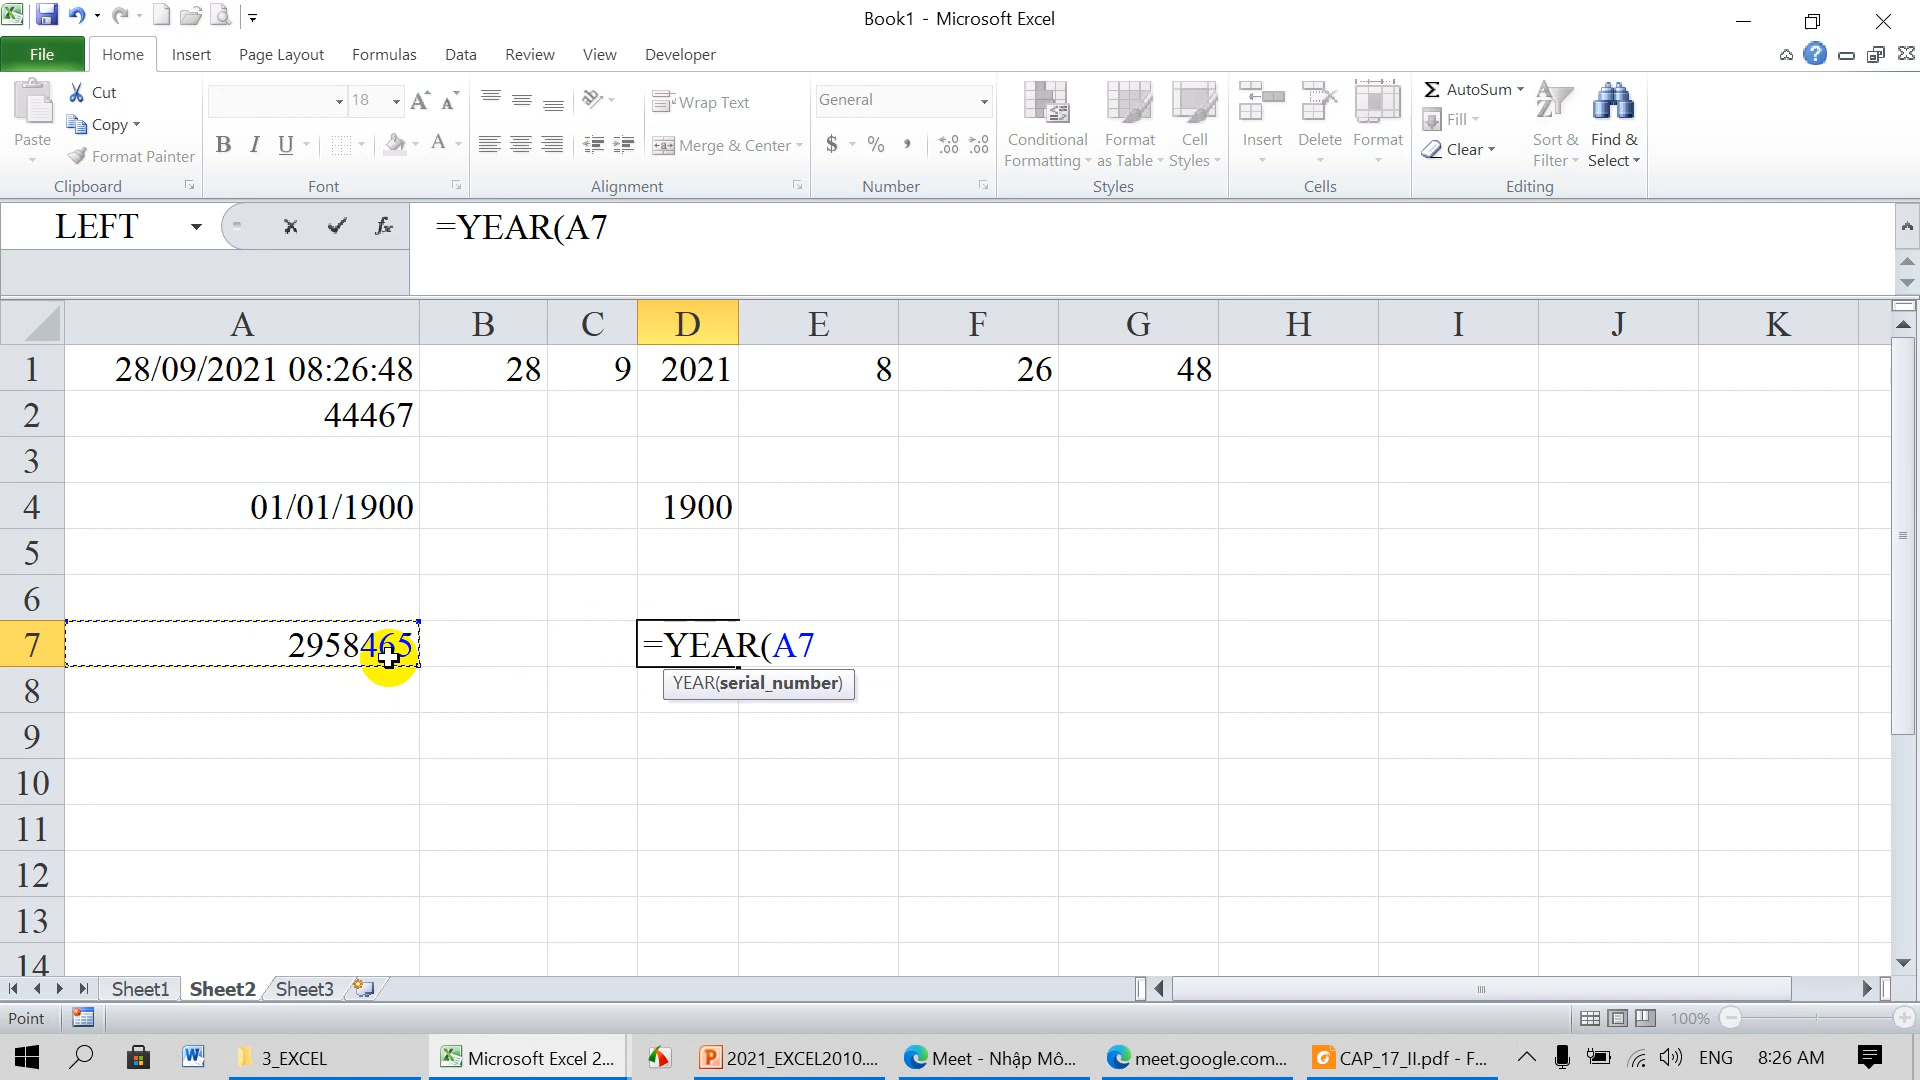 Book1 - Microsoft Excel
File Home Insert Page Layout Formulas Data Review View Developer
Paste
Cut
Copy
Format Painter
Clipboard
18
B I U
Font
Wrap Text
Merge & Center
Alignment
General
$ % ,
Number
Conditional Formatting
Format as Table
Cell Styles
Styles
Insert Delete Format
Cells
AutoSum
Fill
Clear
Sort & Filter
Find & Select
Editing
LEFT fx =YEAR(A7
A B C D E F G H I J K
1 28/09/2021 08:26:48 28 9 2021 8 26 48
2 44467
3
4 01/01/1900 1900
5
6
7 2958465 =YEAR(A7
YEAR(serial_number)
8
9
10
11
12
13
14
Sheet1 Sheet2 Sheet3
Point 100%
3_EXCEL Microsoft Excel 2... 2021_EXCEL2010.... Meet - Nhập Mô... meet.google.com... CAP_17_II.pdf - F... ENG 8:26 AM